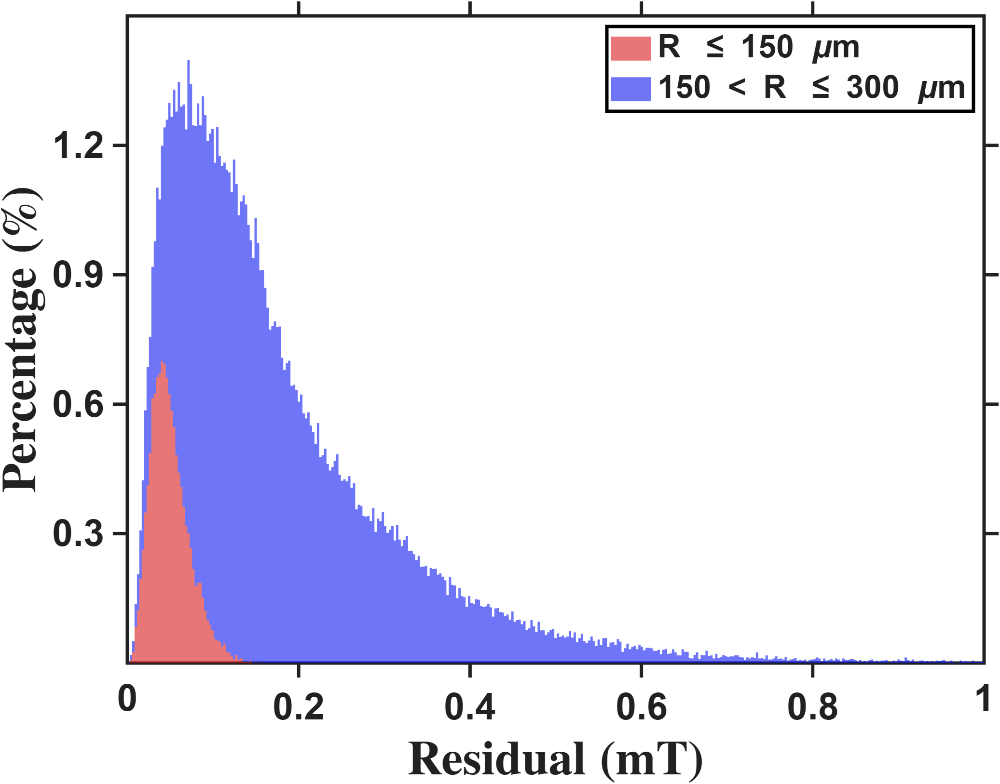 R ≤ 150 μm
150 < R ≤ 300 μm
1.2
0.9
0.6
0.3
Percentage (%)
0
0.2
0.4
0.6
0.8
1
Residual (mT)